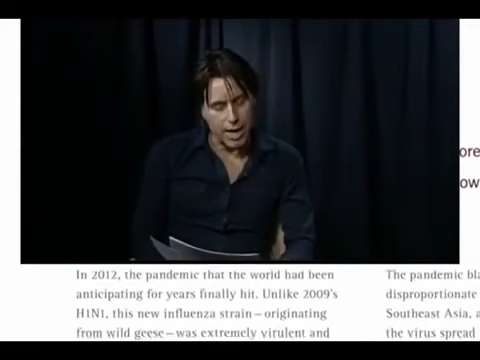 ore
ow
In 2012, the pandemic that the world had been
anticipating for years finally hit. Unlike 2009's
H1N1, this new influenza strain – originating
from wild geese – was extremely virulent and
The pandemic bla
disproportionate
Southeast Asia, a
the virus spread